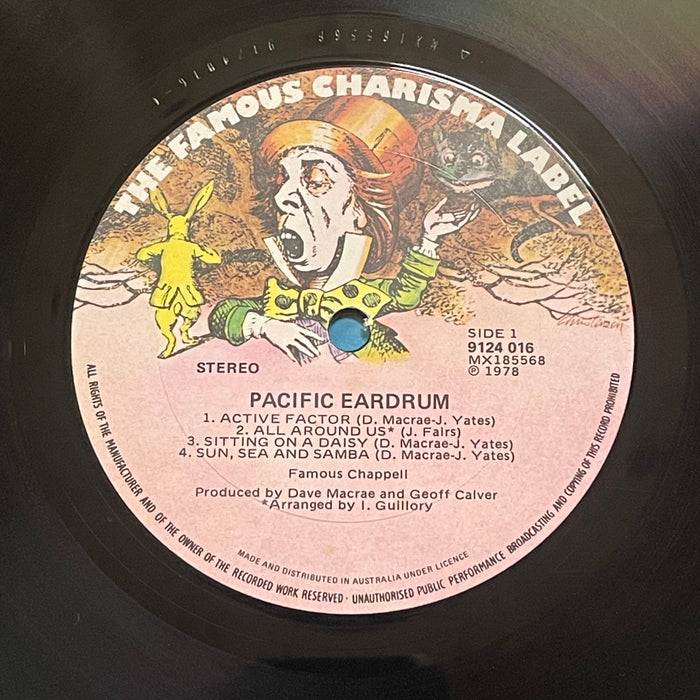 MX185568 9124016-1
THE FAMOUS CHARISMA LABEL
SIDE 1
9124 016
MX185568
Ⓟ 1978
STEREO
PACIFIC EARDRUM
1. ACTIVE FACTOR (D. Macrae-J. Yates)
2. ALL AROUND US* (J. Fairs)
3. SITTING ON A DAISY (D. Macrae-J. Yates)
4. SUN, SEA AND SAMBA (D. Macrae-J. Yates)
Famous Chappell
Produced by Dave Macrae and Geoff Calver
*Arranged by I. Guillory
MADE AND DISTRIBUTED IN AUSTRALIA UNDER LICENCE
ALL RIGHTS OF THE MANUFACTURER AND OF THE OWNER OF THE RECORDED WORK RESERVED · UNAUTHORISED PUBLIC PERFORMANCE BROADCASTING AND COPYING OF THIS RECORD PROHIBITED